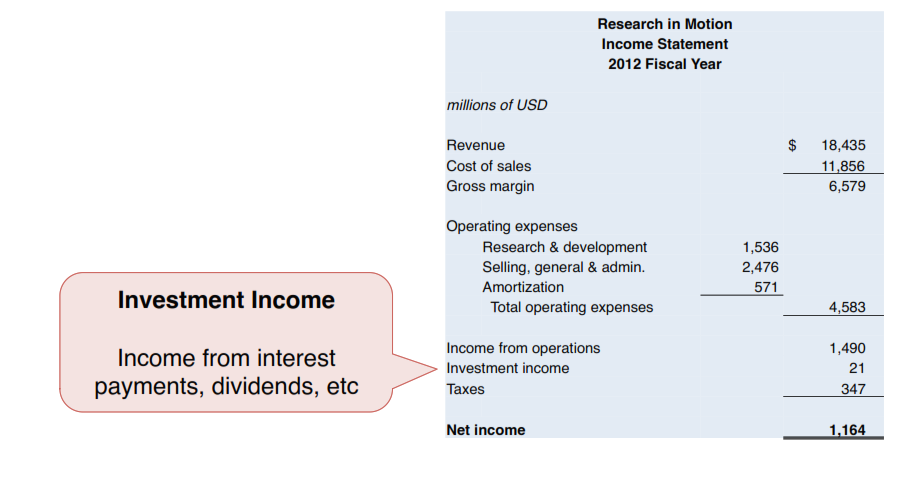 Research in Motion
Income Statement
2012 Fiscal Year
millions of USD
Revenue $ 18,435
Cost of sales 11,856
Gross margin 6,579
Operating expenses
Research & development 1,536
Selling, general & admin. 2,476
Amortization 571
Total operating expenses 4,583
Income from operations 1,490
Investment income 21
Taxes 347
Net income 1,164
Investment Income
Income from interest
payments, dividends, etc